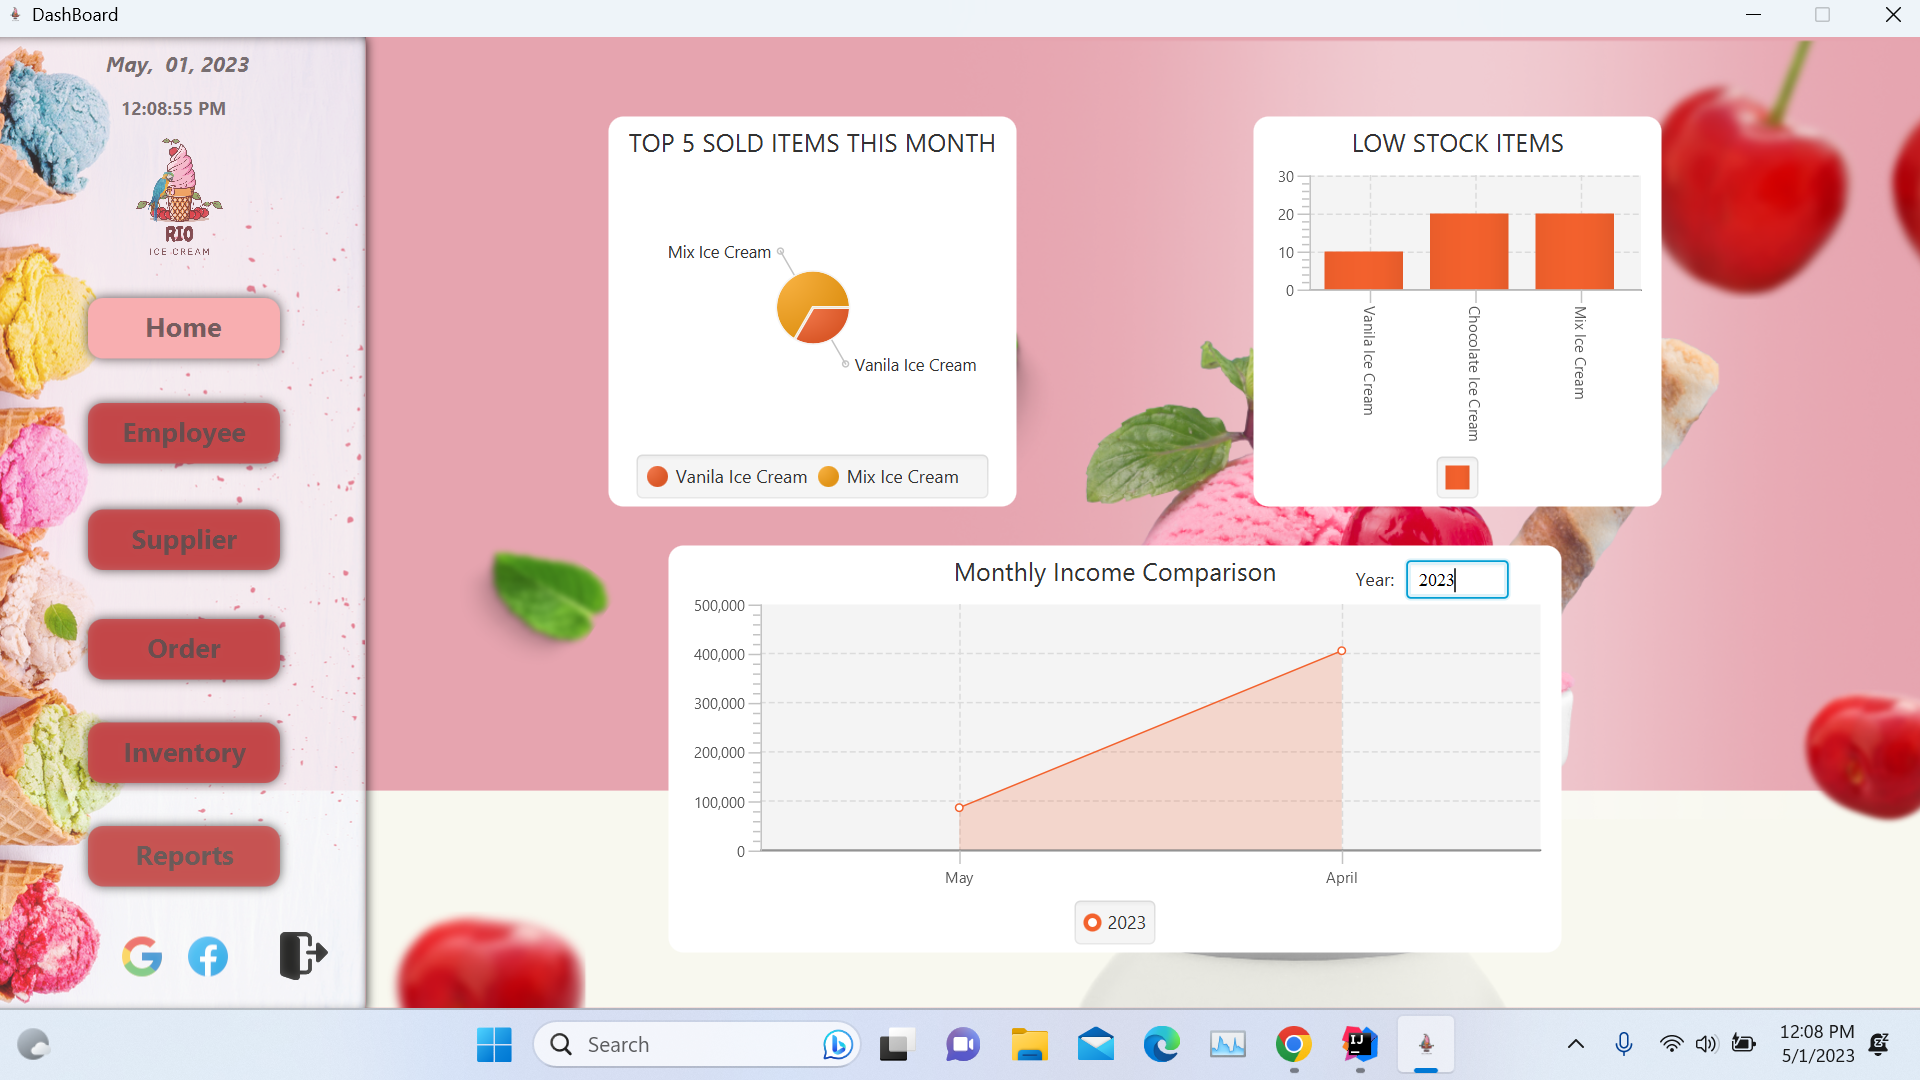 DashBoard
May, 01, 2023
12:08:55 PM
RIO
ICE CREAM
Home
Employee
Supplier
Order
Inventory
Reports
TOP 5 SOLD ITEMS THIS MONTH
Mix Ice Cream
Vanila Ice Cream
Vanila Ice Cream Mix Ice Cream
LOW STOCK ITEMS
30
20
10
0
Vanila Ice Cream
Chocolate Ice Cream
Mix Ice Cream
Monthly Income Comparison
Year: 2023
500,000
400,000
300,000
200,000
100,000
0
May April
2023
Search
12:08 PM
5/1/2023